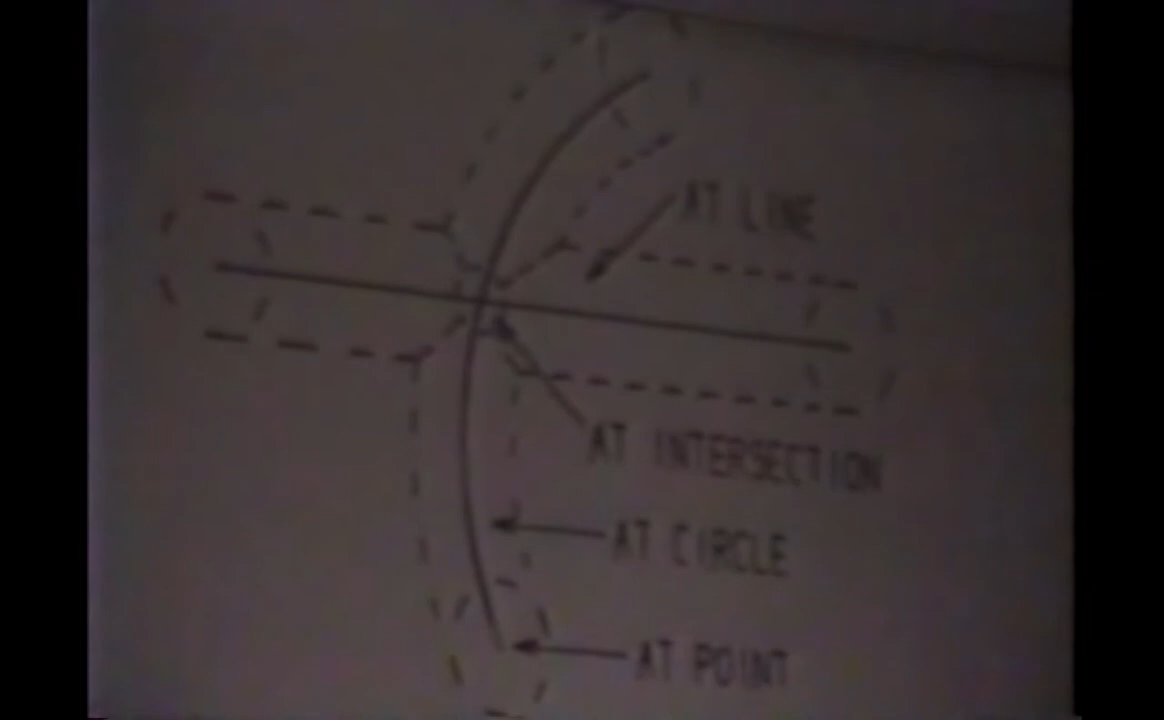 AT LINE
AT INTERSECTION
AT CIRCLE
AT POINT